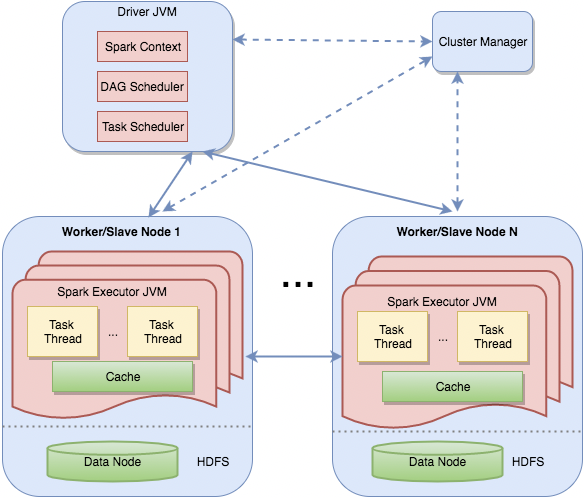 Driver JVM
Spark Context
DAG Scheduler
Task Scheduler
Cluster Manager
Worker/Slave Node 1
Spark Executor JVM
Task
Thread
...
Task
Thread
Cache
Data Node
HDFS
...
Worker/Slave Node N
Spark Executor JVM
Task
Thread
...
Task
Thread
Cache
Data Node
HDFS